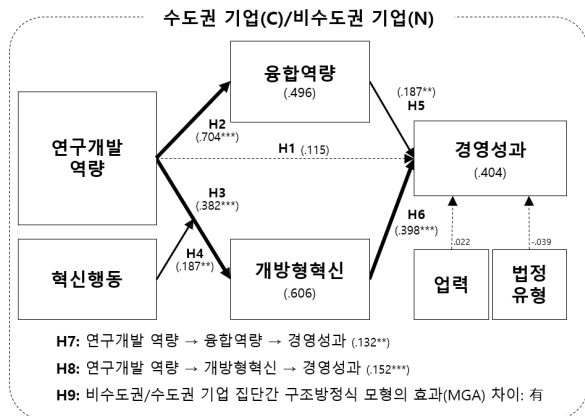 수도권 기업(C)/비수도권 기업(N)
융합역량
(.496)
(.187**)
H5
연구개발
역량
H2
(.704***)
H1 (.115)
경영성과
(.404)
H3
(.382***)
H6
(.398***)
H4
(.187**)
혁신행동
개방형혁신
(.606)
-.022
-.039
업력
법정
유형
H7: 연구개발 역량 → 융합역량 → 경영성과 (.132**)
H8: 연구개발 역량 → 개방형혁신 → 경영성과 (.152***)
H9: 비수도권/수도권 기업 집단간 구조방정식 모형의 효과(MGA) 차이: 有